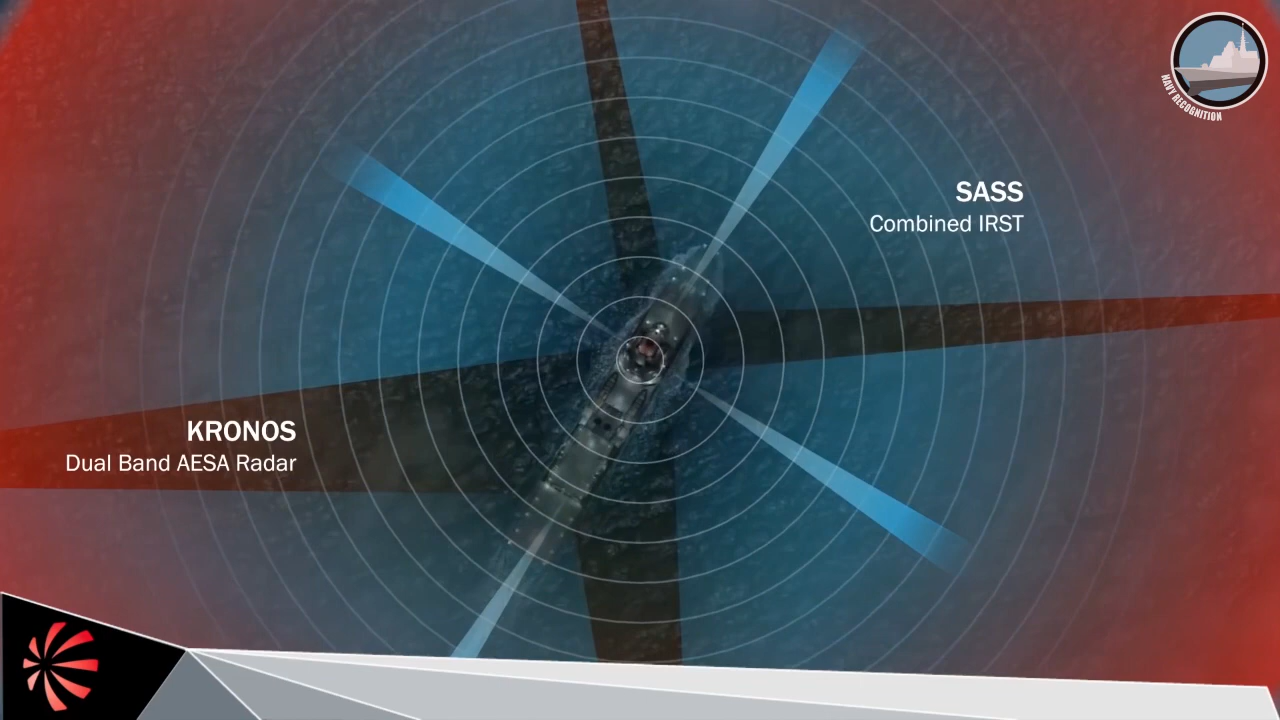 NAVY RECOGNITION
SASS
Combined IRST
KRONOS
Dual Band AESA Radar